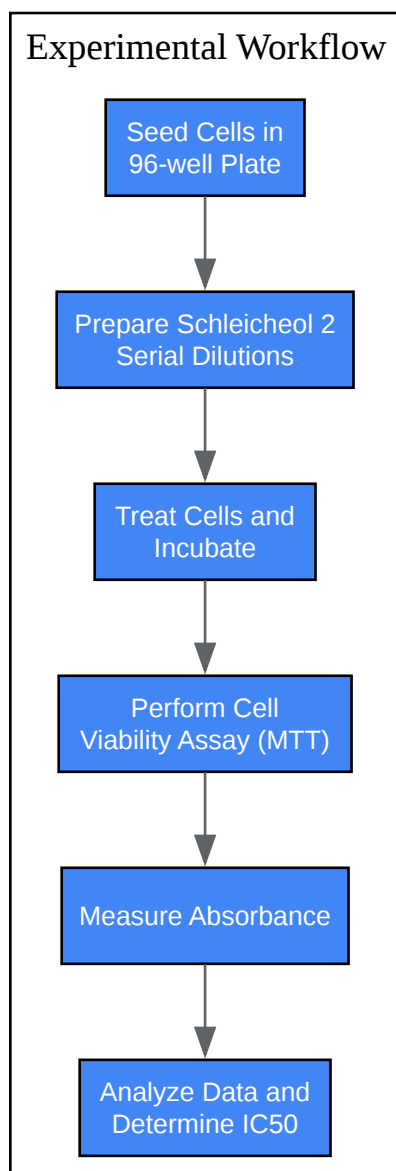 Experimental Workflow
Seed Cells in
96-well Plate
Prepare Schleicheol 2
Serial Dilutions
Treat Cells and
Incubate
Perform Cell
Viability Assay (MTT)
Measure Absorbance
Analyze Data and
Determine IC50